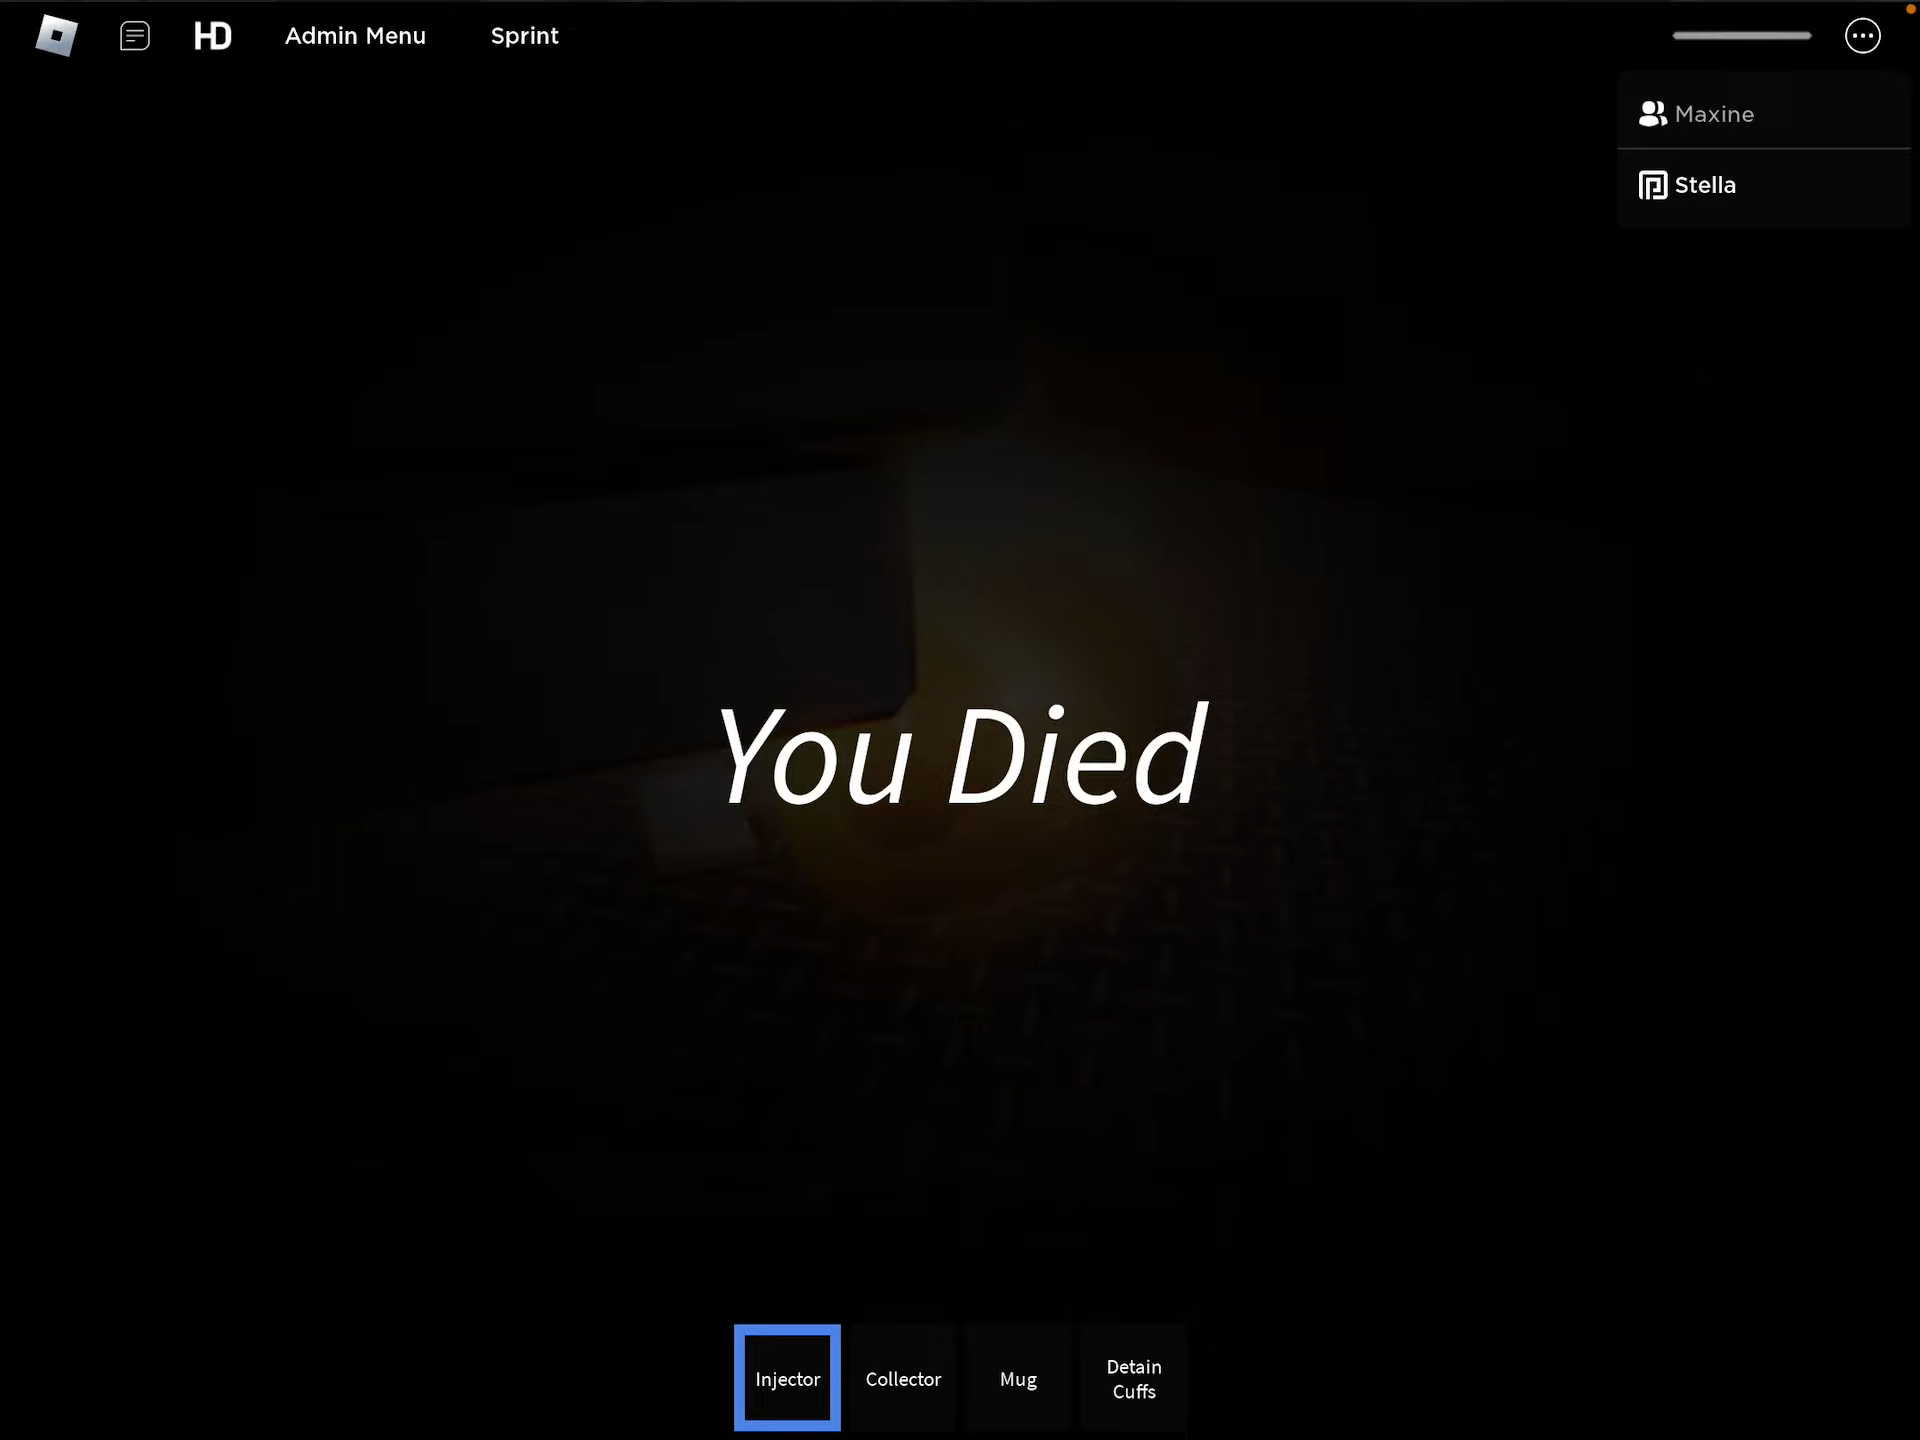 HD Admin Menu Sprint
Maxine
Stella
You Died
Injector Collector Mug Detain
Cuffs